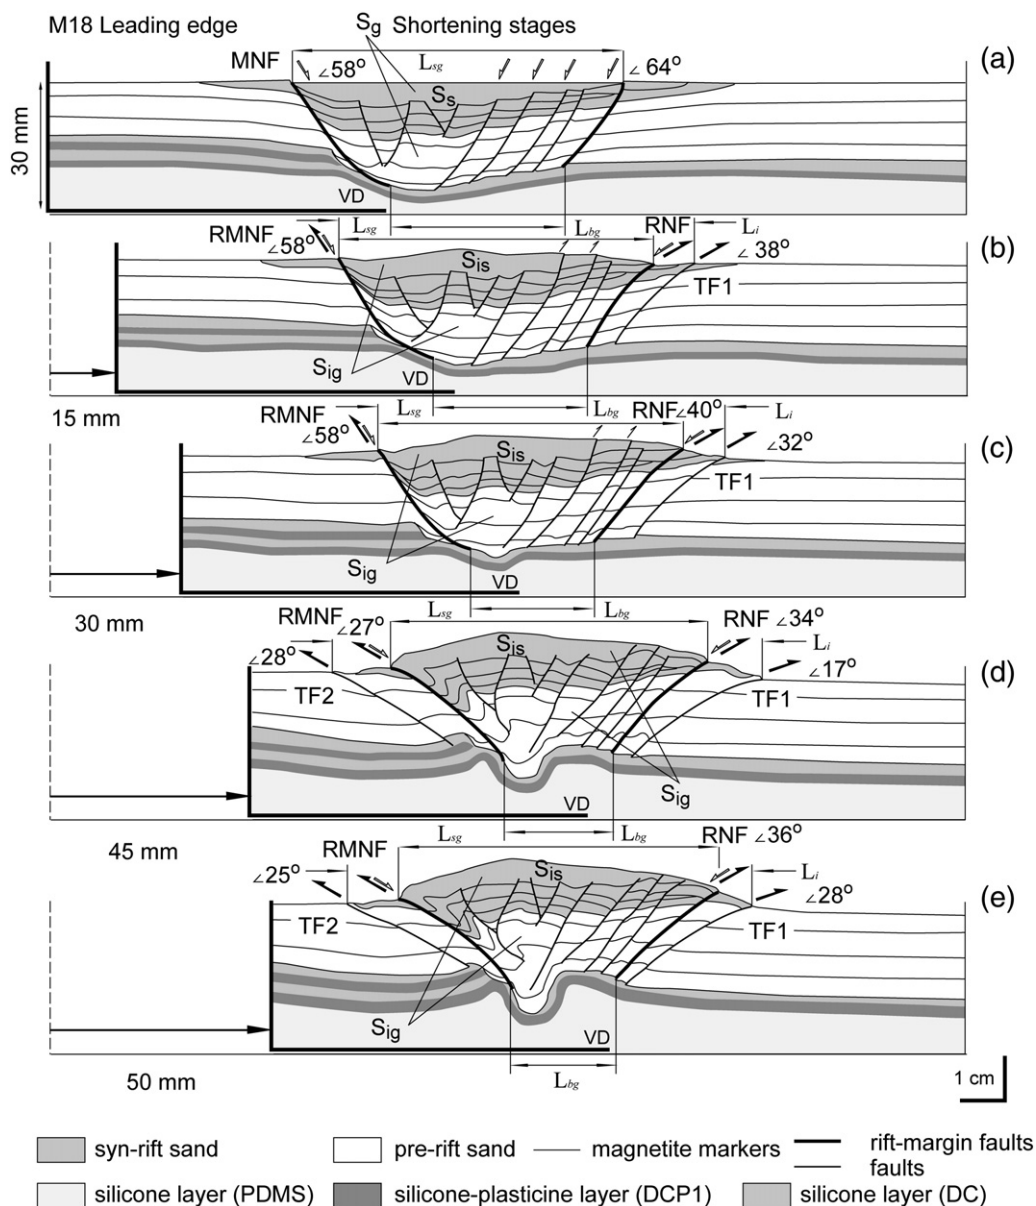 M18 Leading edge
Sg Shortening stages
(a)
MNF
∠58°
Lsg
∠64°
Ss
30 mm
VD
RMNF
Lsg
Lbg
RNF
Li
∠58°
∠38°
(b)
Sis
TF1
Sig
VD
15 mm
RMNF
Lsg
Lbg
RNF∠40°
Li
∠58°
∠32°
(c)
Sis
TF1
Sig
VD
30 mm
RMNF
Lsg
Lbg
RNF ∠34°
Li
∠27°
∠28°
∠17°
(d)
Sis
TF2
TF1
Sig
VD
45 mm
RMNF
Lsg
Lbg
RNF ∠36°
Li
∠25°
∠28°
(e)
Sis
TF2
TF1
Sig
VD
50 mm
Lbg
1 cm
syn-rift sand
pre-rift sand
magnetite markers
rift-margin faults
faults
silicone layer (PDMS)
silicone-plasticine layer (DCP1)
silicone layer (DC)